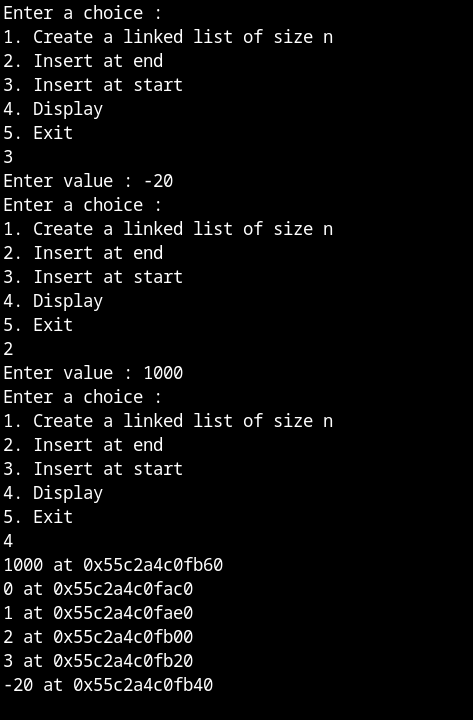 Enter a choice :
1. Create a linked list of size n
2. Insert at end
3. Insert at start
4. Display
5. Exit
3
Enter value : -20
Enter a choice :
1. Create a linked list of size n
2. Insert at end
3. Insert at start
4. Display
5. Exit
2
Enter value : 1000
Enter a choice :
1. Create a linked list of size n
2. Insert at end
3. Insert at start
4. Display
5. Exit
4
1000 at 0x55c2a4c0fb60
0 at 0x55c2a4c0fac0
1 at 0x55c2a4c0fae0
2 at 0x55c2a4c0fb00
3 at 0x55c2a4c0fb20
-20 at 0x55c2a4c0fb40